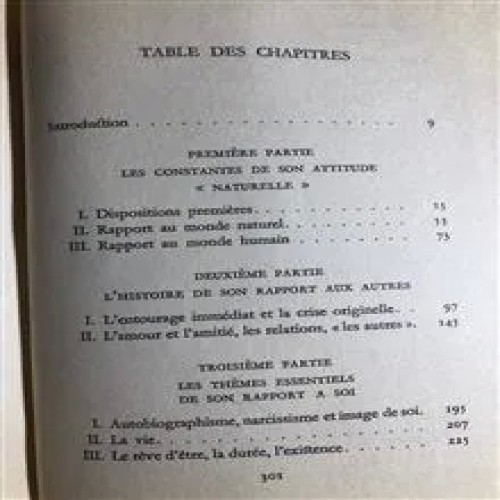 TABLE DES CHAPITRES
Introduction . . . . . . . . . . . . . . . . . . 9
PREMIÈRE PARTIE
LES CONSTANTES DE SON ATTITUDE
« NATURELLE »
I. Dispositions premières. . . . . . . . . . . 15
II. Rapport au monde naturel. . . . . . . . . 53
III. Rapport au monde humain . . . . . . . . 73
DEUXIÈME PARTIE
L'HISTOIRE DE SON RAPPORT AUX AUTRES
I. L'entourage immédiat et la crise originelle. . 97
II. L'amour et l'amitié, les relations, « les autres ». 143
TROISIÈME PARTIE
LES THÈMES ESSENTIELS
DE SON RAPPORT A SOI
I. Autobiographisme, narcissisme et image de soi. 195
II. La vie. . . . . . . . . . . . . . . . 207
III. Le rêve d'être, la durée, l'existence. . . . . 225
302